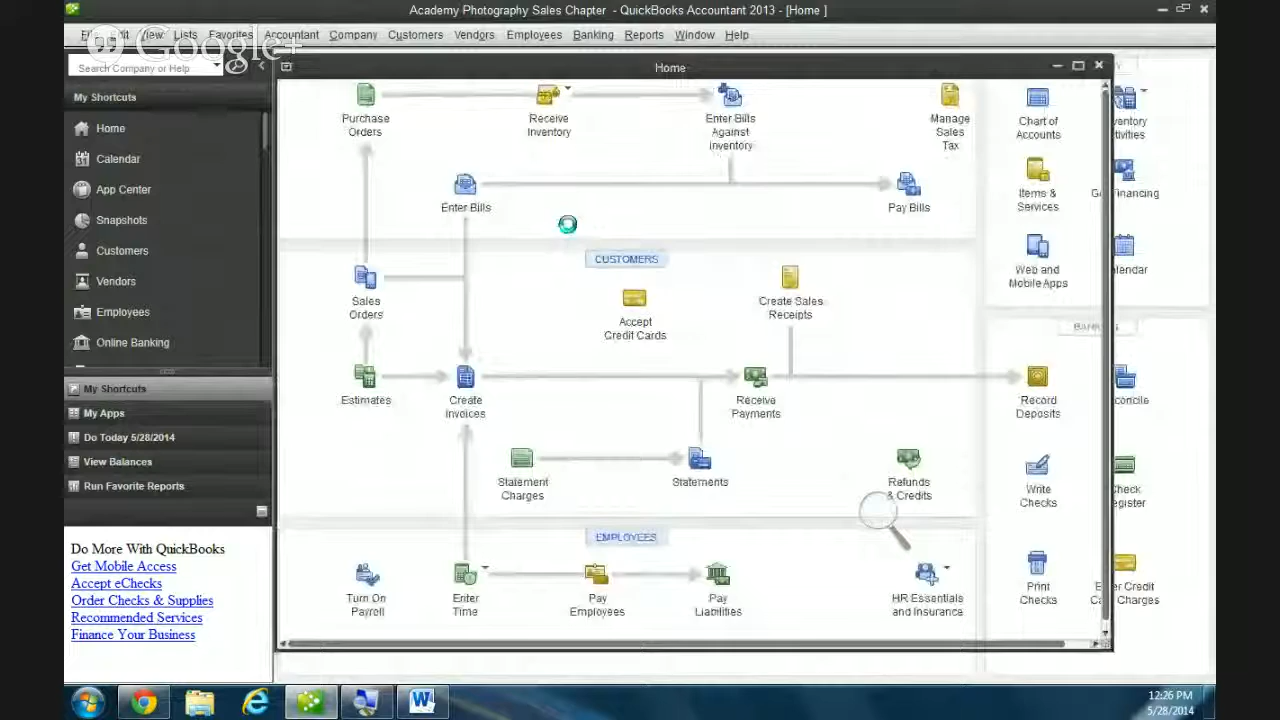 Academy Photography Sales Chapter - QuickBooks Accountant 2013 - [Home ]
Edit View Lists Favorites Accountant Company Customers Vendors Employees Banking Reports Window Help
Google+
Search Company or Help
Home
My Shortcuts
Home
Calendar
App Center
Snapshots
Customers
Vendors
Employees
Online Banking
My Shortcuts
My Apps
Do Today 5/28/2014
View Balances
Run Favorite Reports
Do More With QuickBooks
Get Mobile Access
Accept eChecks
Order Checks & Supplies
Recommended Services
Finance Your Business
Purchase
Orders
Receive
Inventory
Enter Bills
Against
Inventory
Manage
Sales
Tax
Enter Bills
Pay Bills
CUSTOMERS
Sales
Orders
Accept
Credit Cards
Create Sales
Receipts
Estimates
Create
Invoices
Receive
Payments
Statement
Charges
Statements
Refunds
& Credits
EMPLOYEES
Turn On
Payroll
Enter
Time
Pay
Employees
Pay
Liabilities
HR Essentials
and Insurance
Chart of
Accounts
Items &
Services
Web and
Mobile Apps
Record
Deposits
Write
Checks
Print
Checks
Financing
Check
12:26 PM
5/28/2014